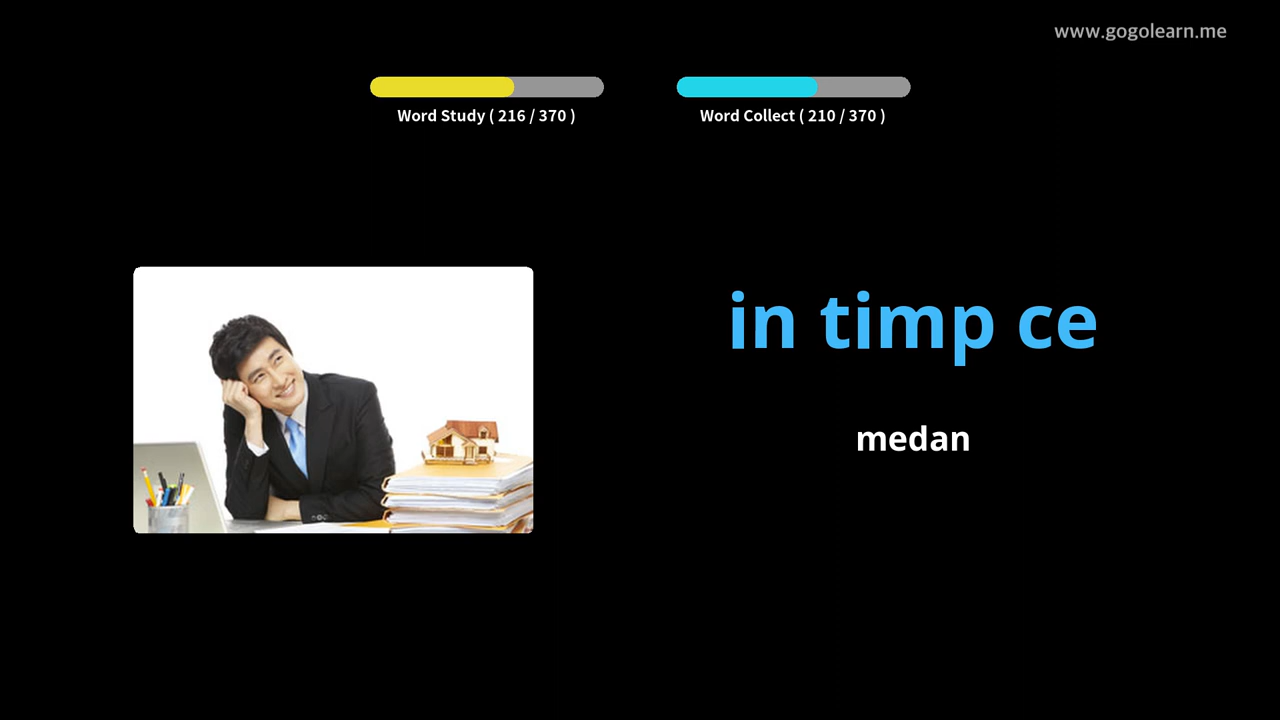 www.gogolearn.me
Word Study ( 216 / 370 )
Word Collect ( 210 / 370 )
in timp ce
medan